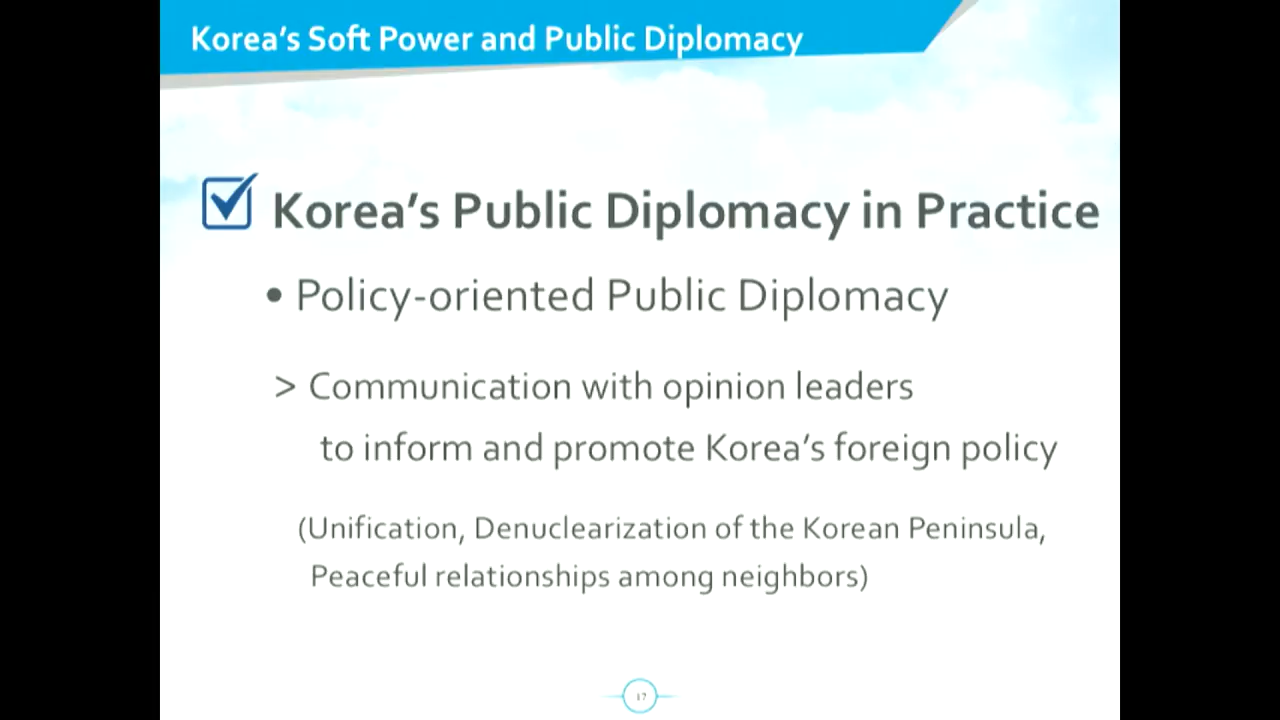 Korea's Soft Power and Public Diplomacy
Korea's Public Diplomacy in Practice
• Policy-oriented Public Diplomacy
> Communication with opinion leaders
to inform and promote Korea's foreign policy
(Unification, Denuclearization of the Korean Peninsula,
Peaceful relationships among neighbors)
17